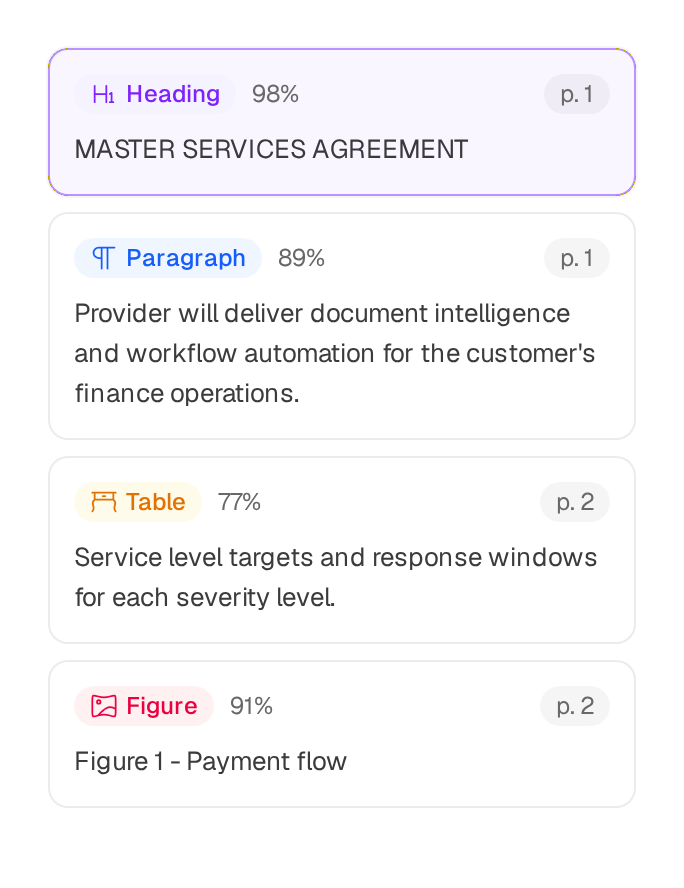 H1 Heading 98% p. 1
MASTER SERVICES AGREEMENT
Paragraph 89% p. 1
Provider will deliver document intelligence
and workflow automation for the customer's
finance operations.
Table 77% p. 2
Service level targets and response windows
for each severity level.
Figure 91% p. 2
Figure 1 - Payment flow